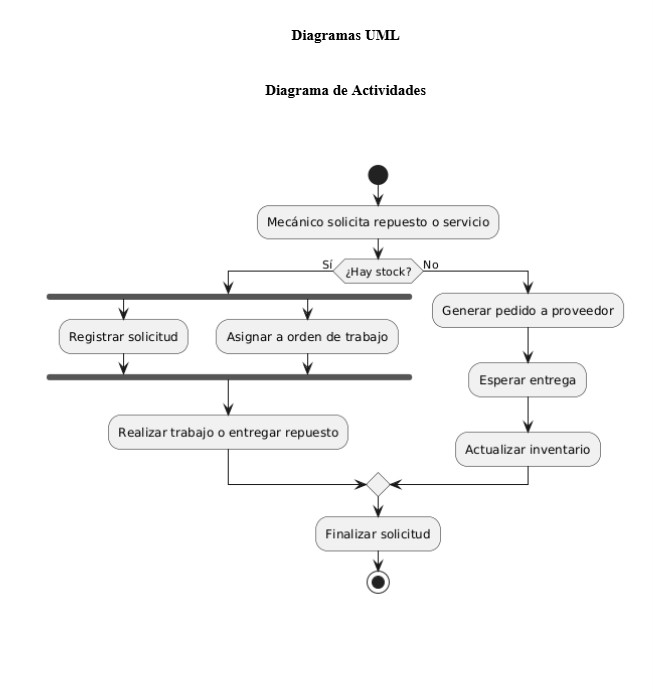 Diagramas UML
Diagrama de Actividades
Mecánico solicita repuesto o servicio
Sí
¿Hay stock?
No
Registrar solicitud
Asignar a orden de trabajo
Generar pedido a proveedor
Esperar entrega
Realizar trabajo o entregar repuesto
Actualizar inventario
Finalizar solicitud